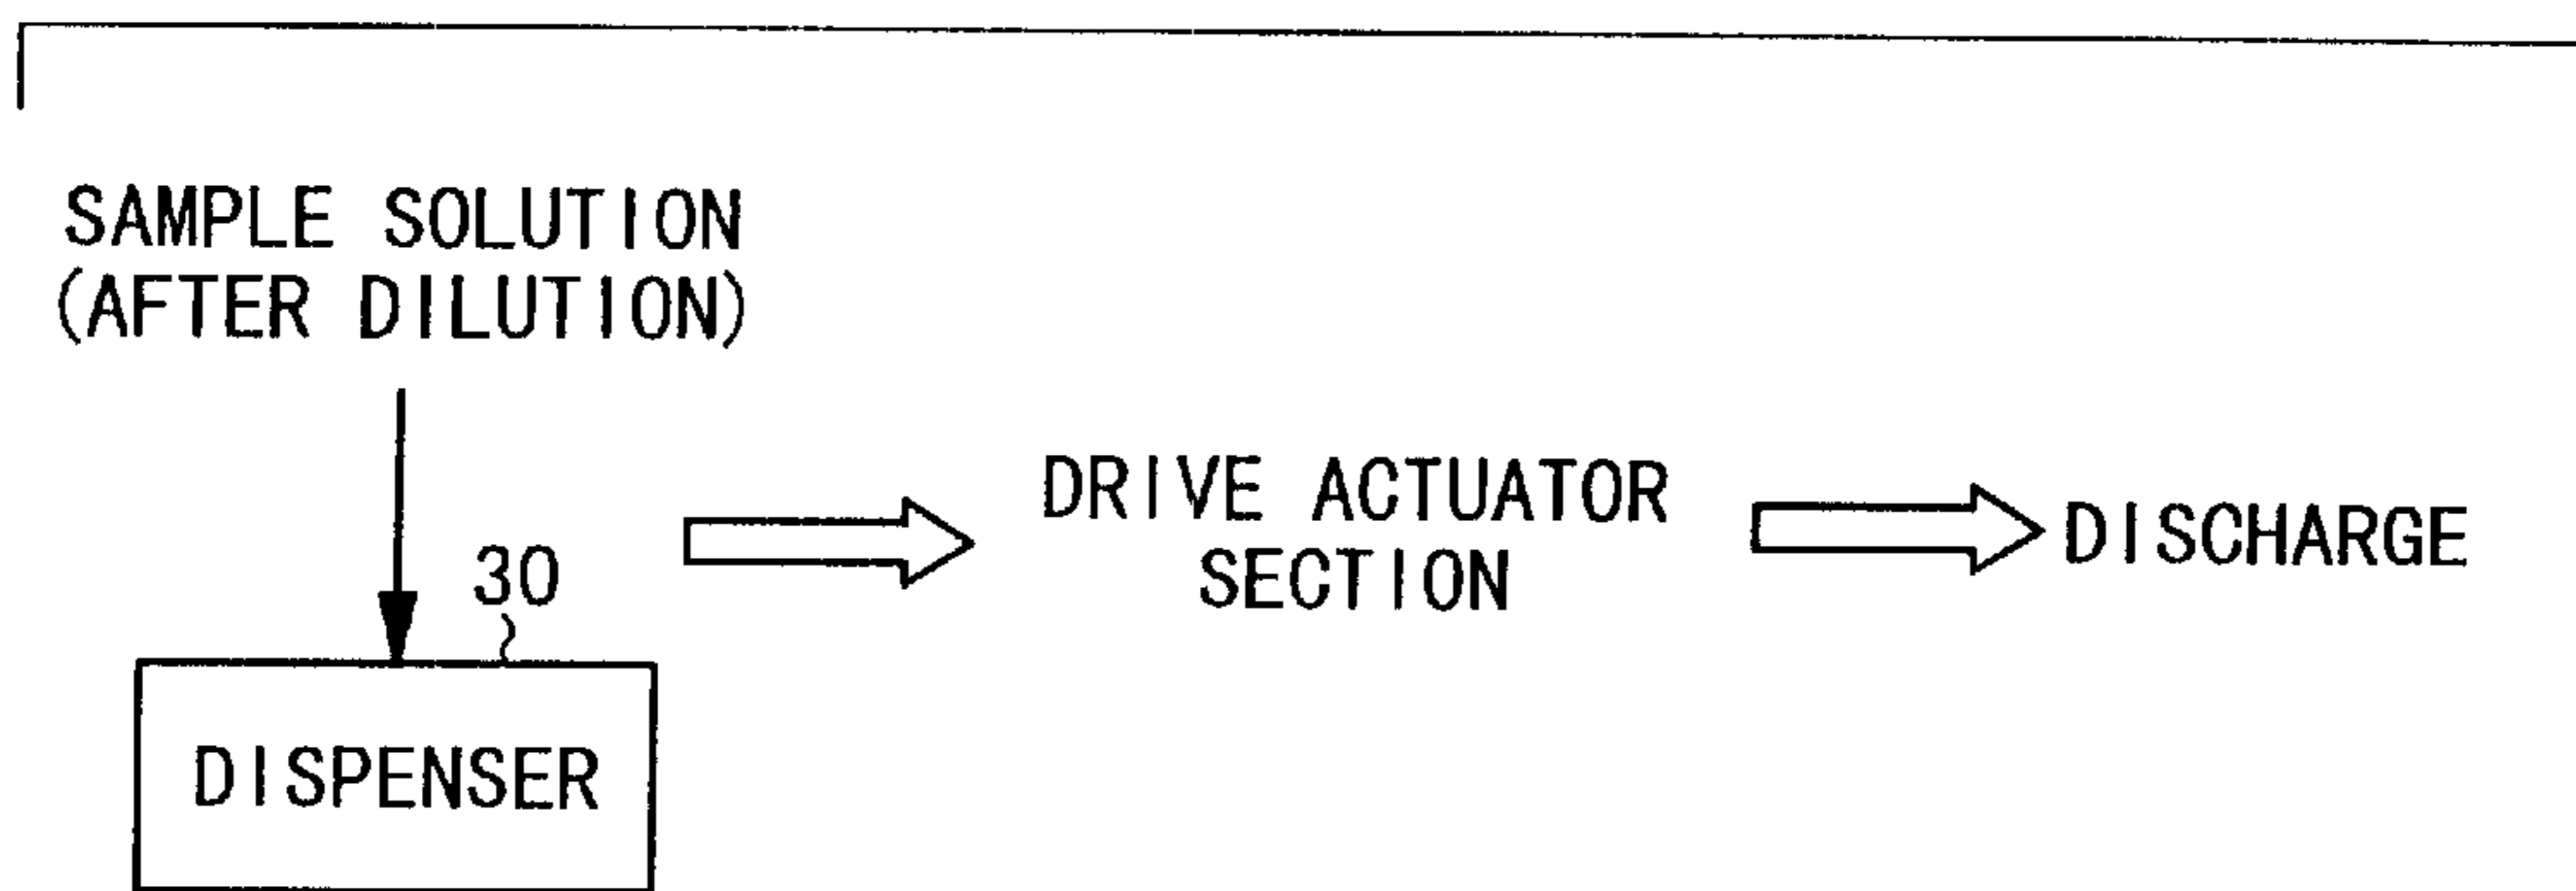 SAMPLE SOLUTION
(AFTER DILUTION)
30
DISPENSER
DRIVE ACTUATOR
SECTION
DISCHARGE